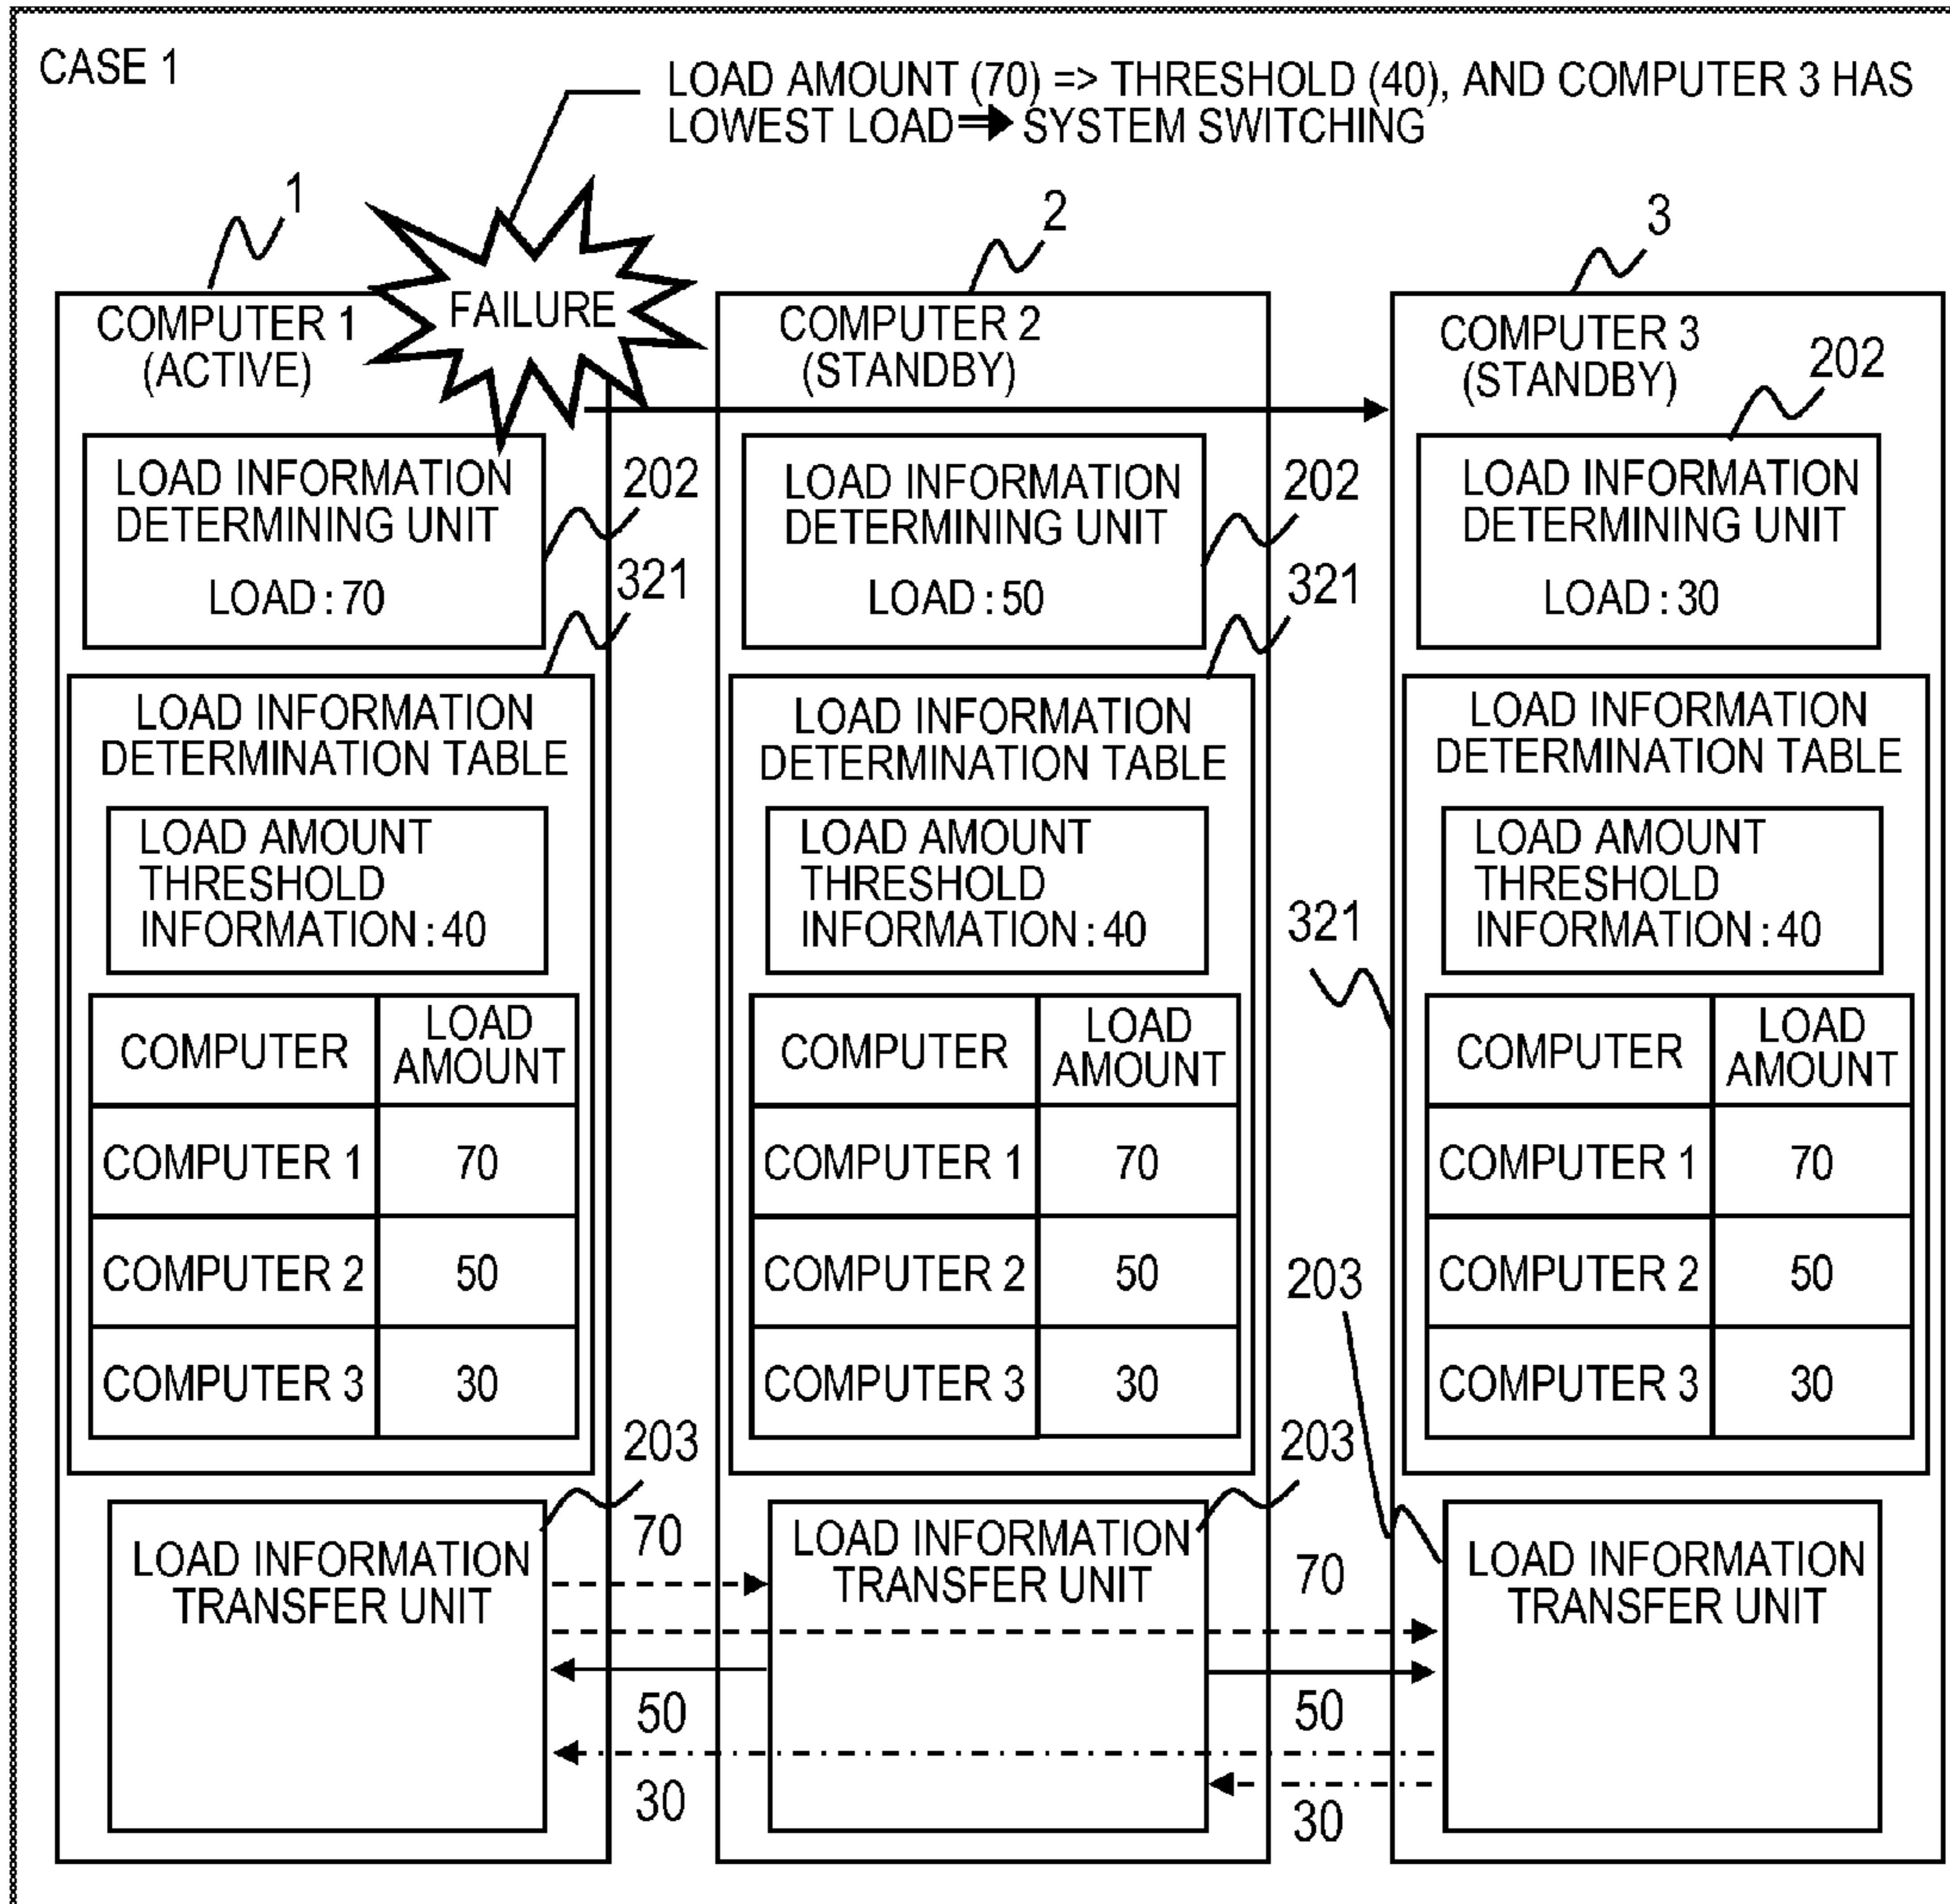 CASE 1
LOAD AMOUNT (70) => THRESHOLD (40), AND COMPUTER 3 HAS
LOWEST LOAD ➡ SYSTEM SWITCHING
1
2
3
FAILURE
COMPUTER 1
(ACTIVE)
LOAD INFORMATION
DETERMINING UNIT
LOAD : 70
202
321
LOAD INFORMATION
DETERMINATION TABLE
LOAD AMOUNT
THRESHOLD
INFORMATION : 40
COMPUTER
LOAD
AMOUNT
COMPUTER 1 70
COMPUTER 2 50
COMPUTER 3 30
203
LOAD INFORMATION
TRANSFER UNIT
70
50
30
COMPUTER 2
(STANDBY)
LOAD INFORMATION
DETERMINING UNIT
LOAD : 50
202
321
LOAD INFORMATION
DETERMINATION TABLE
LOAD AMOUNT
THRESHOLD
INFORMATION : 40
COMPUTER
LOAD
AMOUNT
COMPUTER 1 70
COMPUTER 2 50
COMPUTER 3 30
203
LOAD INFORMATION
TRANSFER UNIT
70
50
30
COMPUTER 3
(STANDBY)
202
LOAD INFORMATION
DETERMINING UNIT
LOAD : 30
321
LOAD INFORMATION
DETERMINATION TABLE
LOAD AMOUNT
THRESHOLD
INFORMATION : 40
COMPUTER
LOAD
AMOUNT
COMPUTER 1 70
COMPUTER 2 50
COMPUTER 3 30
203
LOAD INFORMATION
TRANSFER UNIT